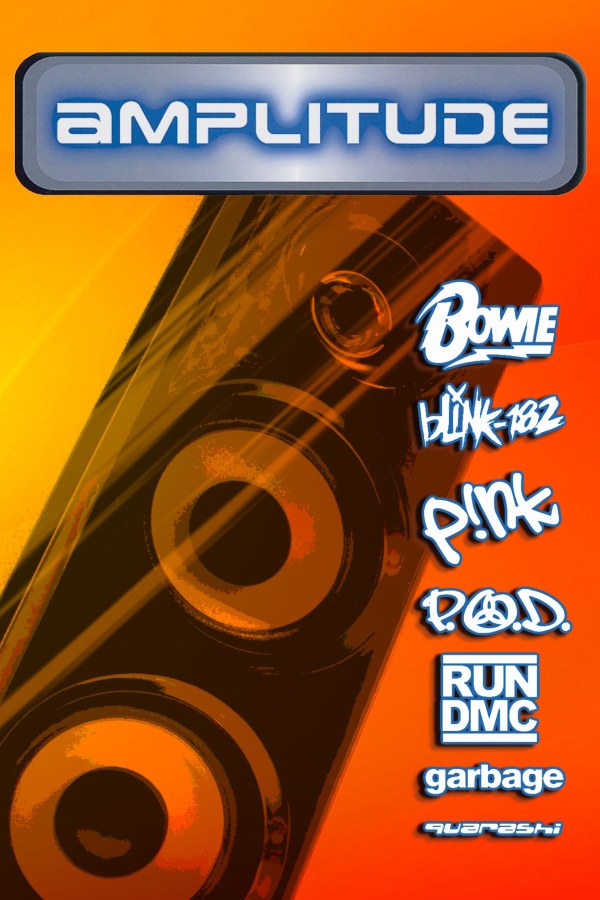 aMPLITUDE
BOWIE
blink-182
P!nk
P.O.D.
RUN
DMC
garbage
quarashi